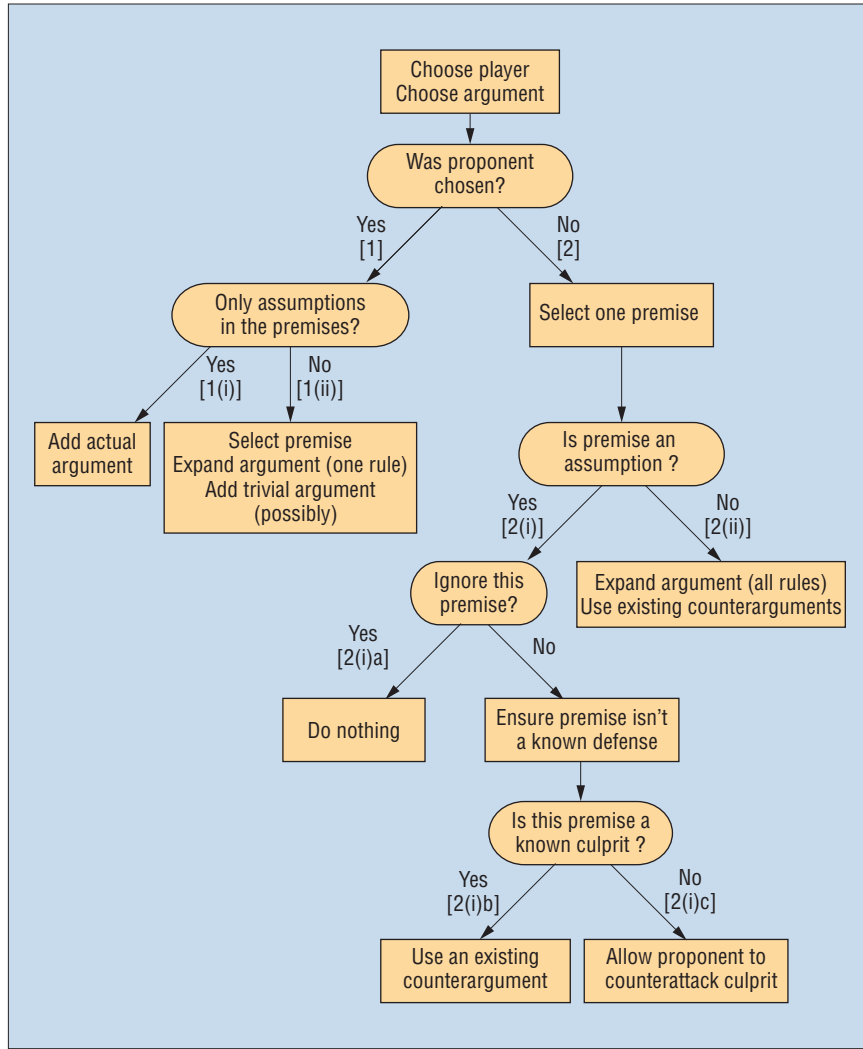 Choose player
Choose argument
Was proponent
chosen?
Yes
[1]
No
[2]
Only assumptions
in the premises?
Select one premise
Yes
[1(i)]
No
[1(ii)]
Add actual
argument
Select premise
Expand argument (one rule)
Add trivial argument
(possibly)
Is premise an
assumption ?
Yes
[2(i)]
No
[2(ii)]
Ignore this
premise?
Expand argument (all rules)
Use existing counterarguments
Yes
[2(i)a]
No
Do nothing
Ensure premise isn't
a known defense
Is this premise a
known culprit ?
Yes
[2(i)b]
No
[2(i)c]
Use an existing
counterargument
Allow proponent to
counterattack culprit